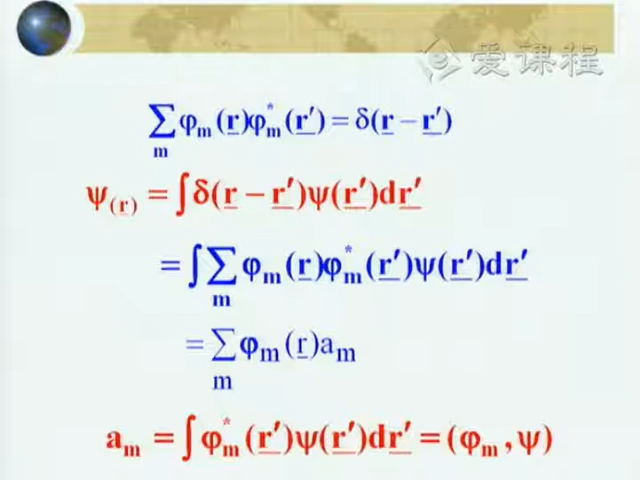 爱课程
∑ₘ φₘ(r̲)φₘ*(r̲′) = δ(r̲ − r̲′)
ψ₍r̲₎ = ∫δ(r̲ − r̲′)ψ(r̲′)dr̲′
= ∫∑ₘ φₘ(r̲)φₘ*(r̲′)ψ(r̲′)dr̲′
= ∑ₘ φₘ(r̲)aₘ
aₘ = ∫φₘ*(r̲′)ψ(r̲′)dr̲′ = (φₘ, ψ)